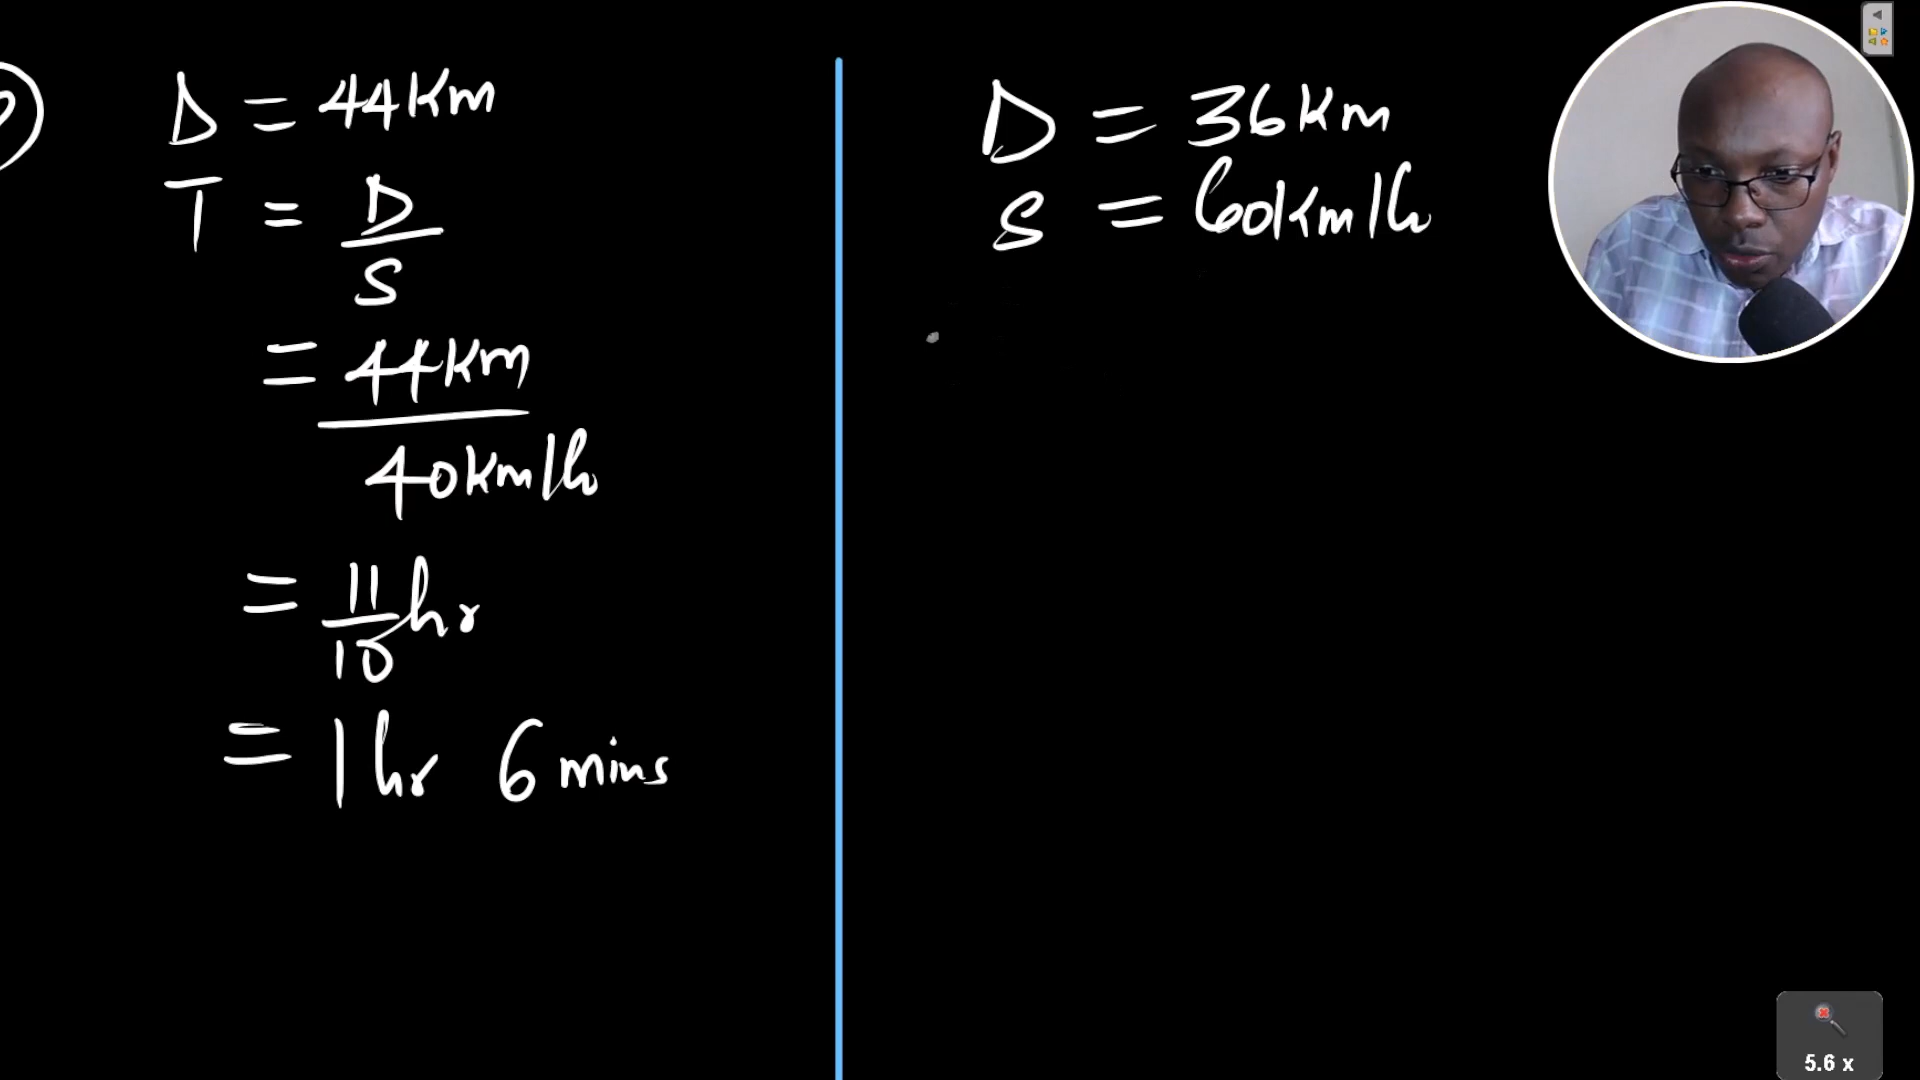 D = 44Km
T = D/S
= 44Km/40Km/h
= 11/10 hr
= 1hr 6 mins
D = 36Km
S = 60Km/h
5.6 x